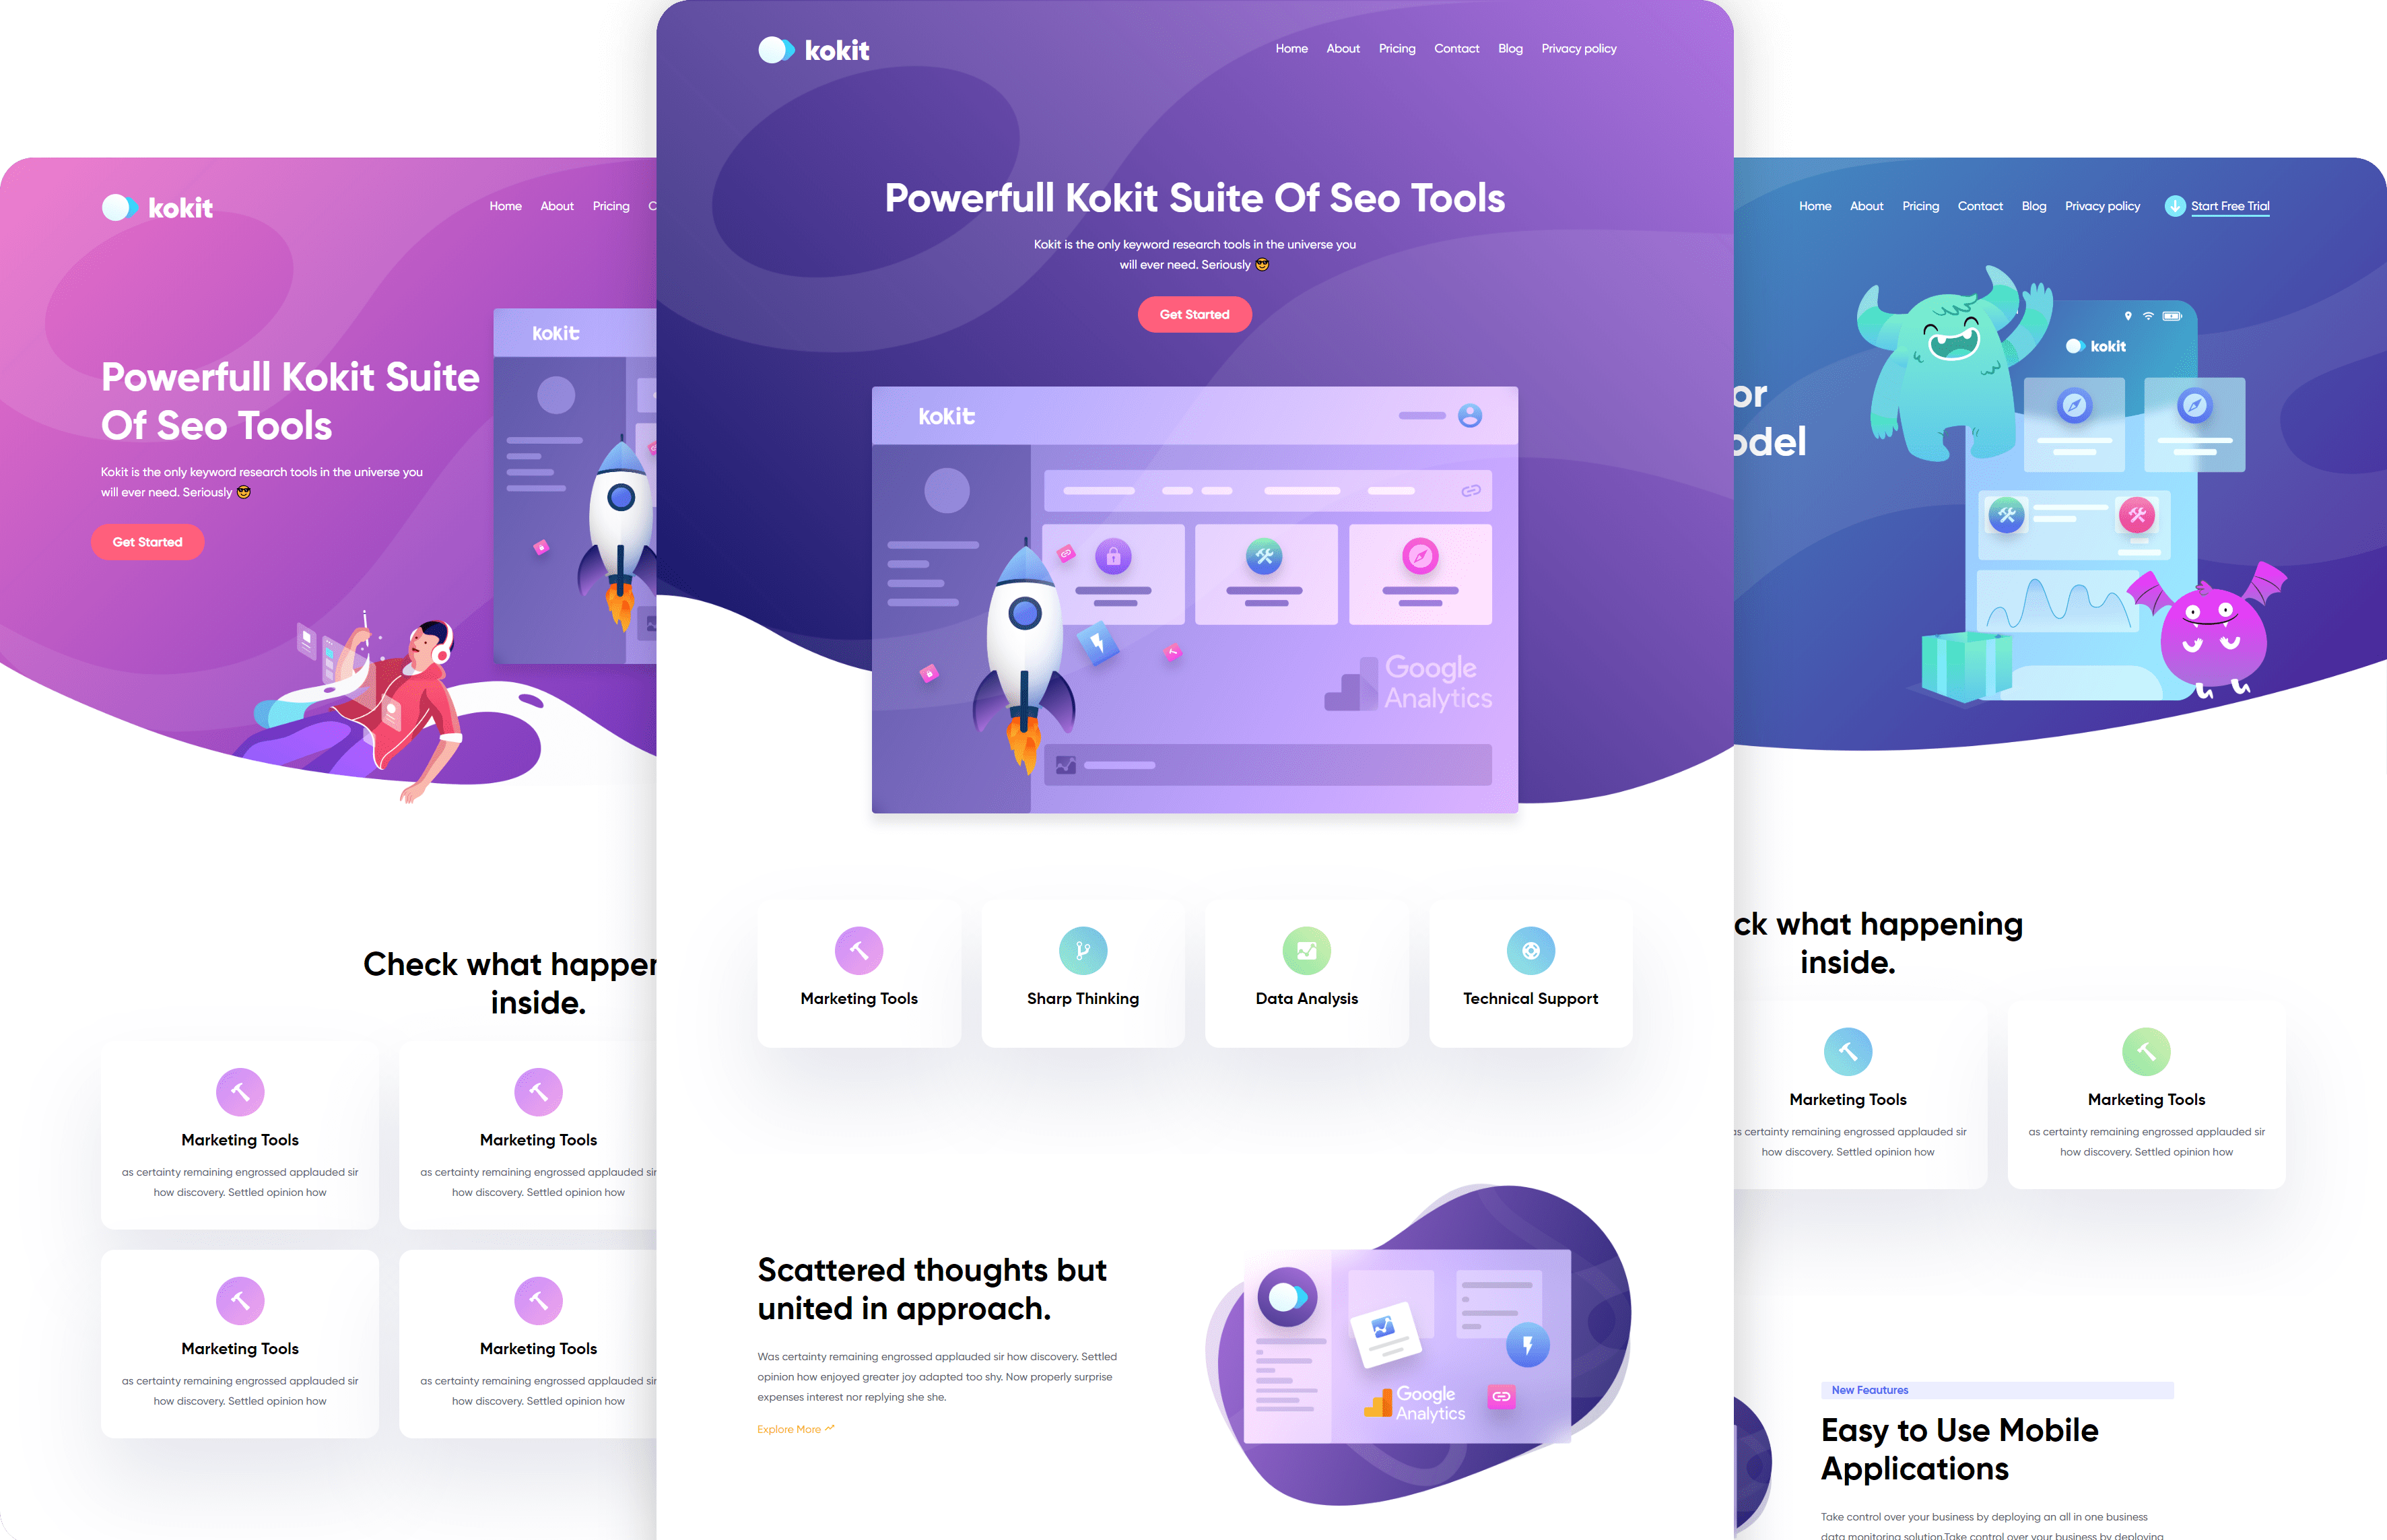 kokit
Home About Pricing
Powerfull Kokit Suite
Of Seo Tools
Kokit is the only keyword research tools in the universe you
will ever need. Seriously 😎
Get Started
kokit
Check what
inside.
Marketing Tools
as certainty remaining engrossed applauded sir
how discovery. Settled opinion how
Marketing Tools
as certainty remaining engrossed applauded sir
how discovery. Settled opinion how
Marketing Tools
as certainty remaining engrossed applauded sir
how discovery. Settled opinion how
Marketing Tools
as certainty remaining engrossed applauded sir
how discovery. Settled opinion how
kokit
Home About Pricing Contact Blog Privacy policy
Powerfull Kokit Suite Of Seo Tools
Kokit is the only keyword research tools in the universe you
will ever need. Seriously 😎
Get Started
kokit
Google
Analytics
Marketing Tools
Sharp Thinking
Data Analysis
Technical Support
Scattered thoughts but
united in approach.
Was certainty remaining engrossed applauded sir how discovery. Settled
opinion how enjoyed greater joy adapted too shy. Now properly surprise
expenses interest nor replying she she.
Explore More
Google
Analytics
Home About Pricing Contact Blog Privacy policy Start Free Trial
kokit
what happening
inside.
Marketing Tools
as certainty remaining engrossed applauded sir
how discovery. Settled opinion how
Marketing Tools
as certainty remaining engrossed applauded sir
how discovery. Settled opinion how
New Feautures
Easy to Use Mobile
Applications
Take control over your business by deploying an all in one business
data monitoring solution.Take control over your business by deploying